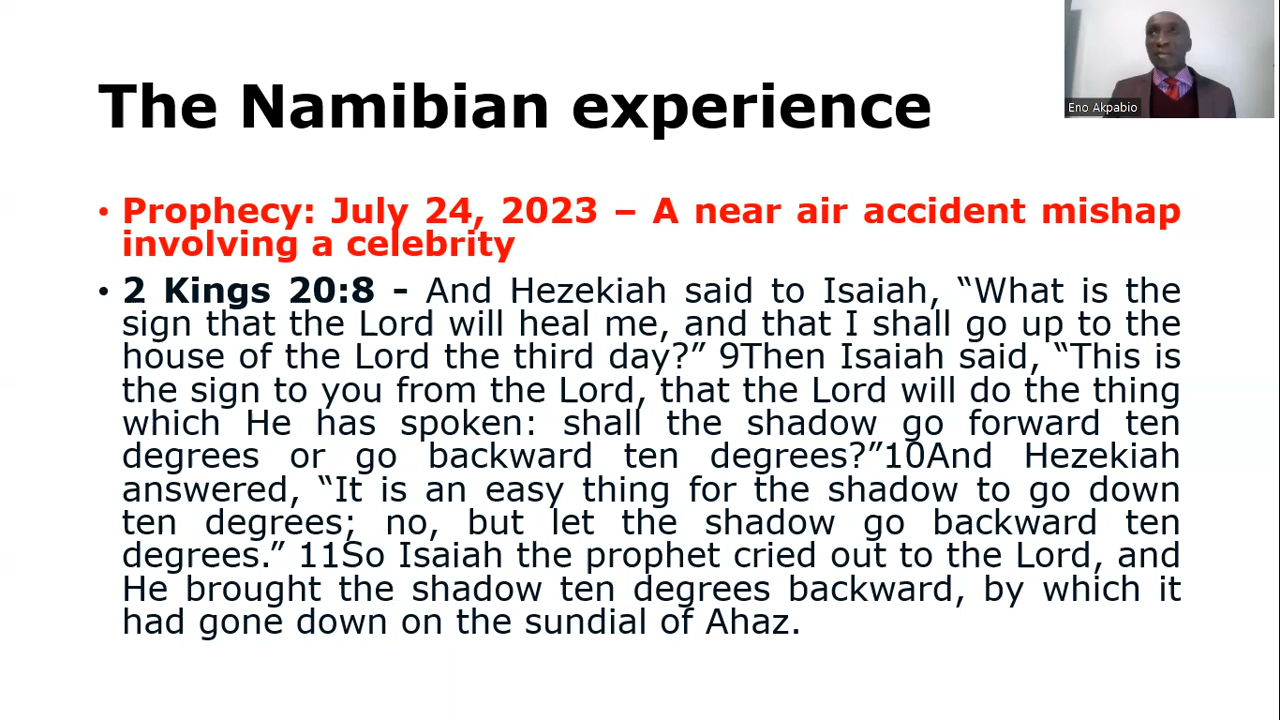 The Namibian experience
Eno Akpabio
• Prophecy: July 24, 2023 – A near air accident mishap
involving a celebrity
• 2 Kings 20:8 - And Hezekiah said to Isaiah, “What is the
sign that the Lord will heal me, and that I shall go up to the
house of the Lord the third day?” 9Then Isaiah said, “This is
the sign to you from the Lord, that the Lord will do the thing
which He has spoken: shall the shadow go forward ten
degrees or go backward ten degrees?”10And Hezekiah
answered, “It is an easy thing for the shadow to go down
ten degrees; no, but let the shadow go backward ten
degrees.” 11So Isaiah the prophet cried out to the Lord, and
He brought the shadow ten degrees backward, by which it
had gone down on the sundial of Ahaz.